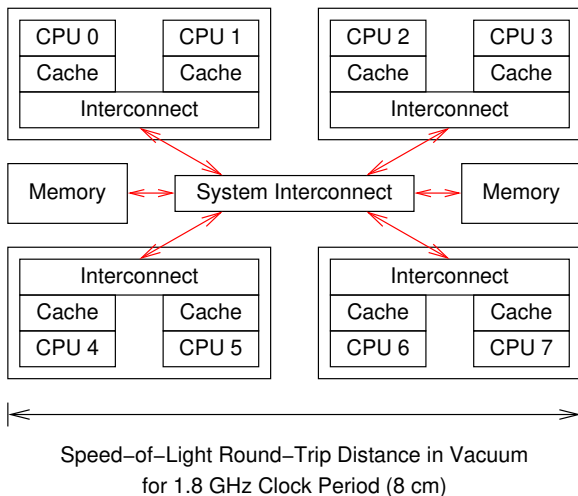 CPU 0 CPU 1 CPU 2 CPU 3
Cache Cache Cache Cache
Interconnect Interconnect
Memory System Interconnect Memory
Interconnect Interconnect
Cache Cache Cache Cache
CPU 4 CPU 5 CPU 6 CPU 7
Speed−of−Light Round−Trip Distance in Vacuum
for 1.8 GHz Clock Period (8 cm)